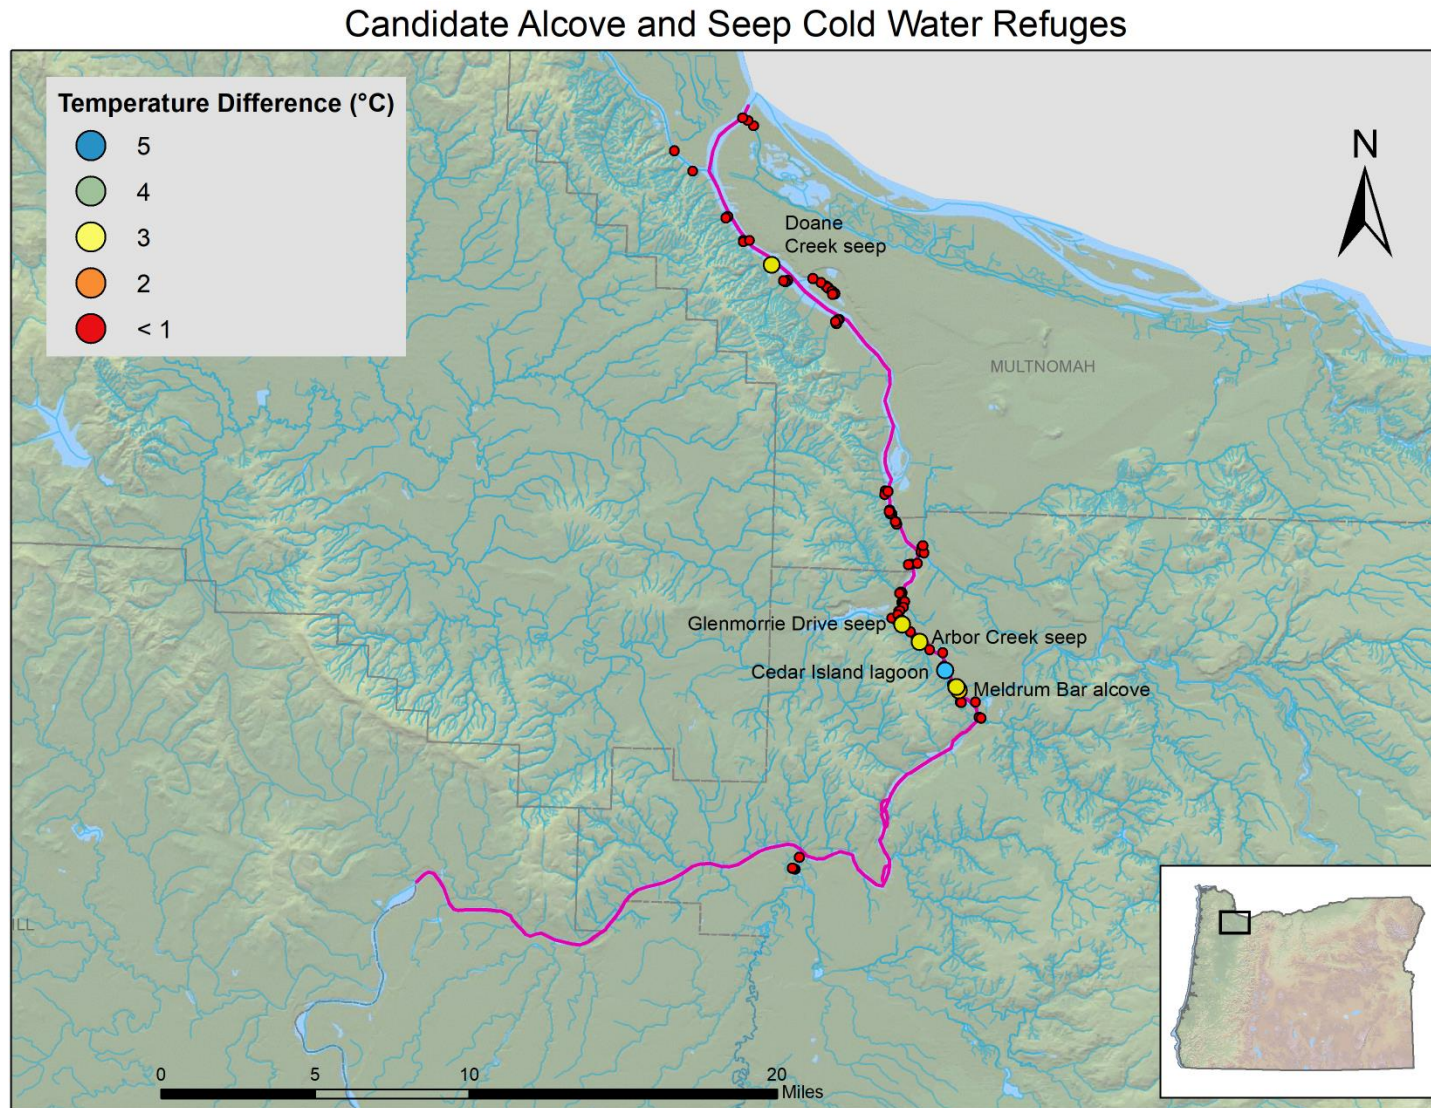 Candidate Alcove and Seep Cold Water Refuges
Temperature Difference (°C)
5
4
3
2
< 1
N
Doane
Creek seep
MULTNOMAH
Glenmorrie Drive seep
Arbor Creek seep
Cedar Island lagoon
Meldrum Bar alcove
ILL
0 5 10 20
Miles